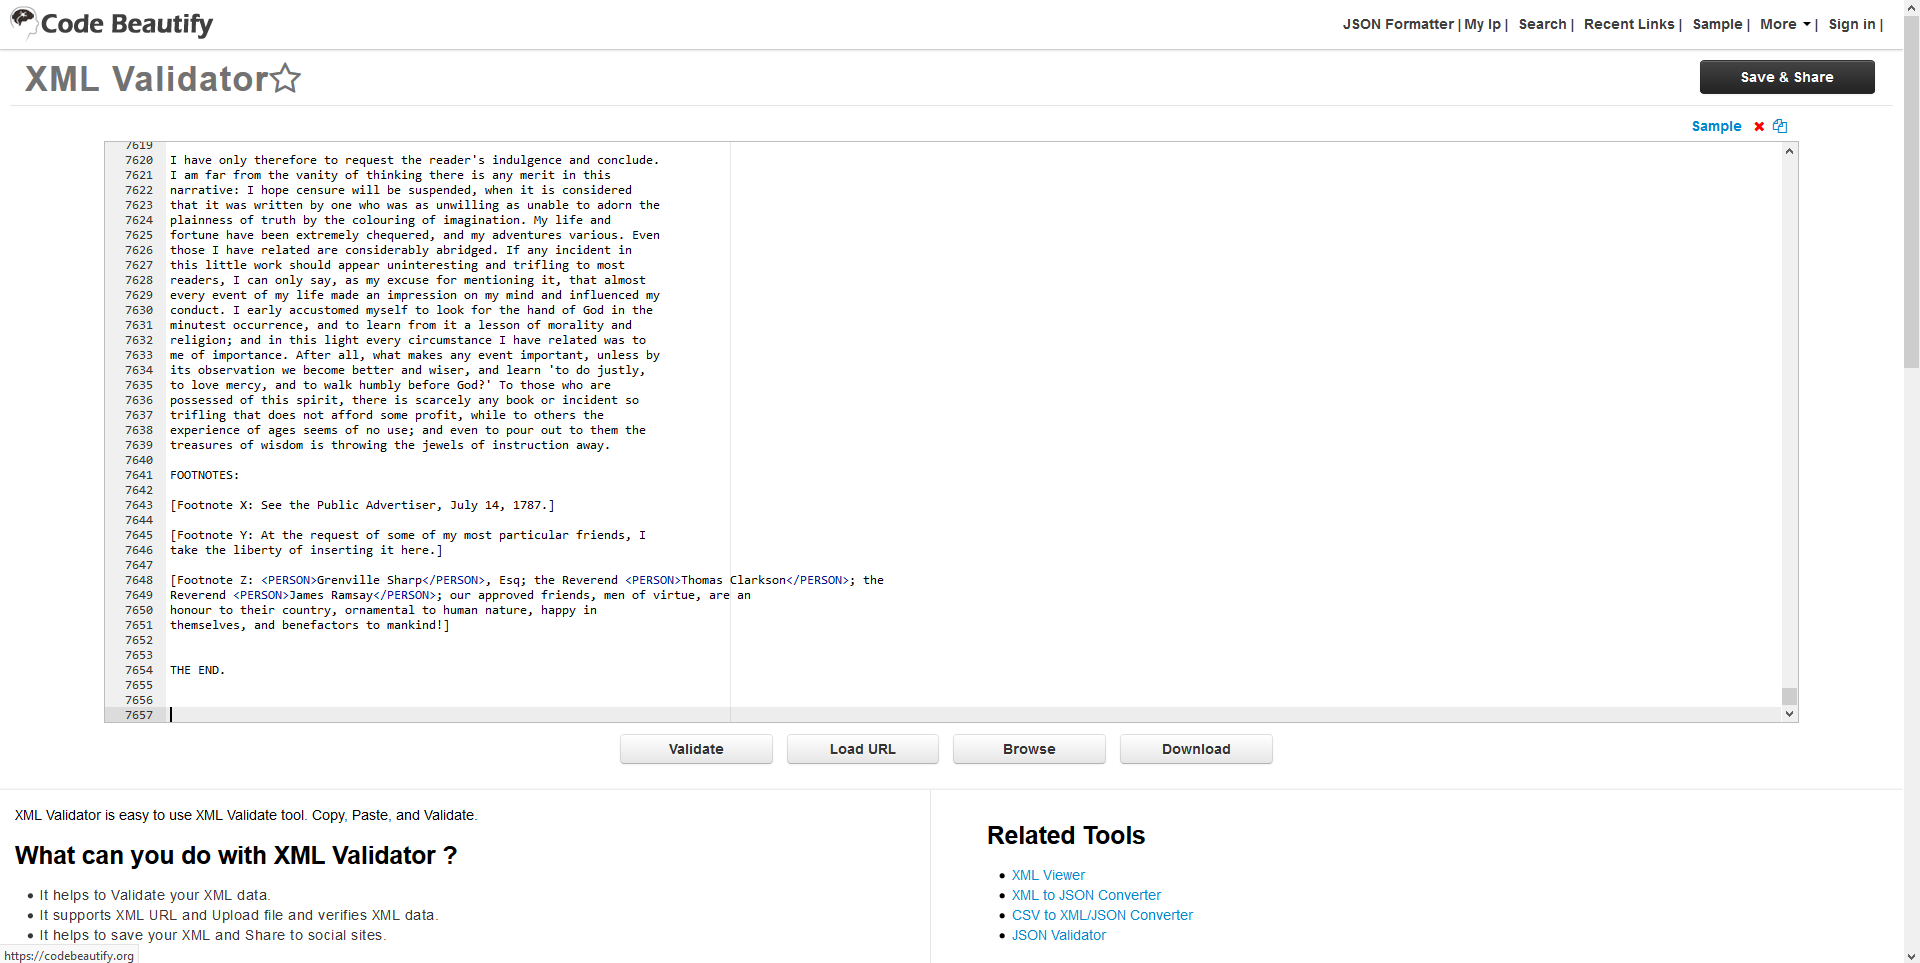 Code Beautify
JSON Formatter | My Ip | Search | Recent Links | Sample | More | Sign in |
XML Validator
Save & Share
Sample
7619
7620 I have only therefore to request the reader's indulgence and conclude.
7621 I am far from the vanity of thinking there is any merit in this
7622 narrative: I hope censure will be suspended, when it is considered
7623 that it was written by one who was as unwilling as unable to adorn the
7624 plainness of truth by the colouring of imagination. My life and
7625 fortune have been extremely chequered, and my adventures various. Even
7626 those I have related are considerably abridged. If any incident in
7627 this little work should appear uninteresting and trifling to most
7628 readers, I can only say, as my excuse for mentioning it, that almost
7629 every event of my life made an impression on my mind and influenced my
7630 conduct. I early accustomed myself to look for the hand of God in the
7631 minutest occurrence, and to learn from it a lesson of morality and
7632 religion; and in this light every circumstance I have related was to
7633 me of importance. After all, what makes any event important, unless by
7634 its observation we become better and wiser, and learn 'to do justly,
7635 to love mercy, and to walk humbly before God?' To those who are
7636 possessed of this spirit, there is scarcely any book or incident so
7637 trifling that does not afford some profit, while to others the
7638 experience of ages seems of no use; and even to pour out to them the
7639 treasures of wisdom is throwing the jewels of instruction away.
7640
7641 FOOTNOTES:
7642
7643 [Footnote X: See the Public Advertiser, July 14, 1787.]
7644
7645 [Footnote Y: At the request of some of my most particular friends, I
7646 take the liberty of inserting it here.]
7647
7648 [Footnote Z: <PERSON>Grenville Sharp</PERSON>, Esq; the Reverend <PERSON>Thomas Clarkson</PERSON>; the
7649 Reverend <PERSON>James Ramsay</PERSON>; our approved friends, men of virtue, are an
7650 honour to their country, ornamental to human nature, happy in
7651 themselves, and benefactors to mankind!]
7652
7653
7654 THE END.
7655
7656
7657
Validate Load URL Browse Download
XML Validator is easy to use XML Validate tool. Copy, Paste, and Validate.
What can you do with XML Validator ?
• It helps to Validate your XML data.
• It supports XML URL and Upload file and verifies XML data.
• It helps to save your XML and Share to social sites.
Related Tools
• XML Viewer
• XML to JSON Converter
• CSV to XML/JSON Converter
• JSON Validator
https://codebeautify.org